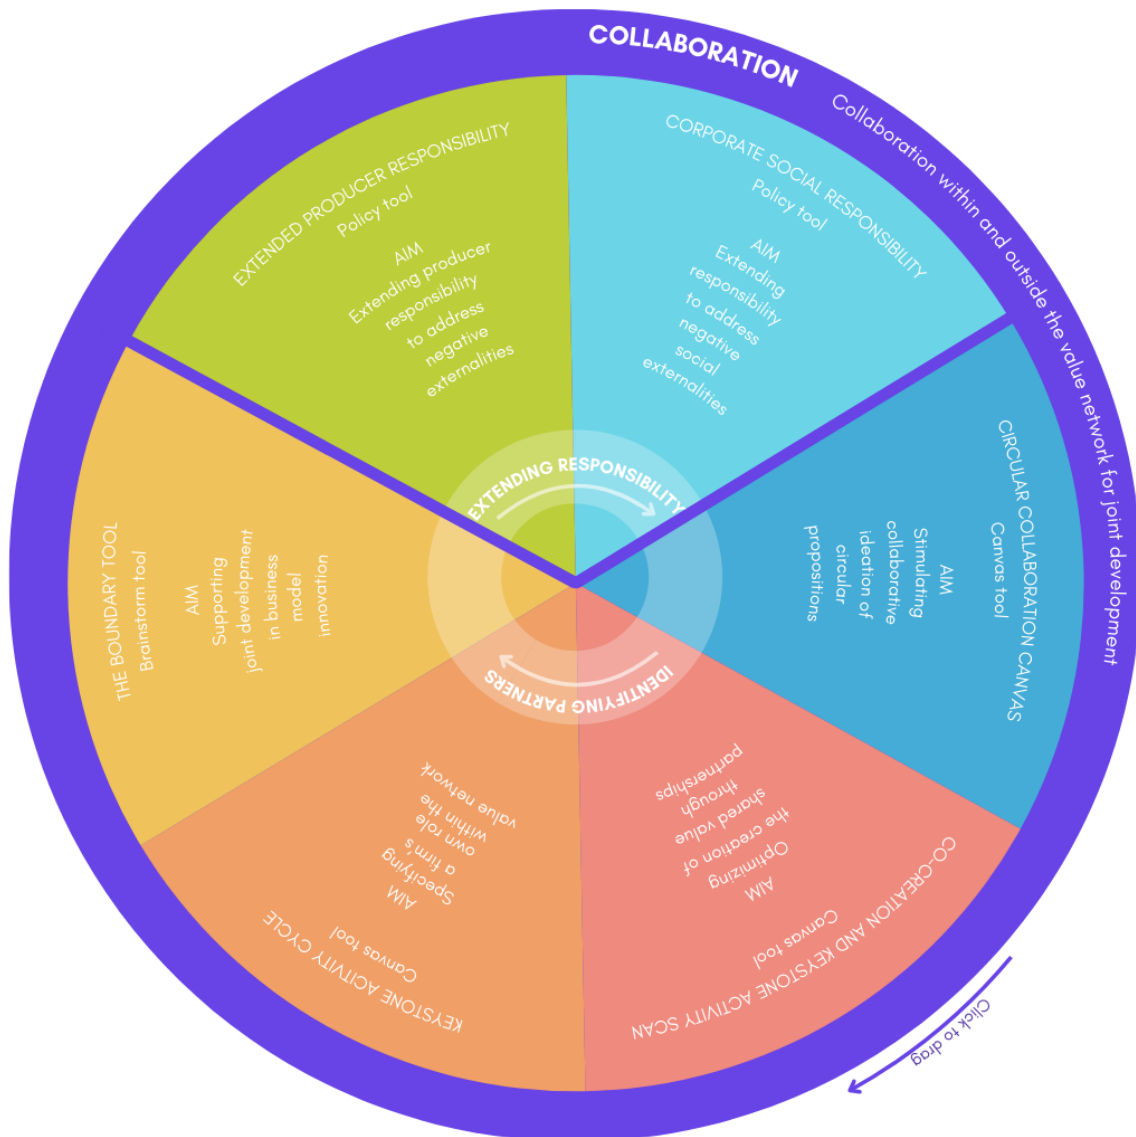 COLLABORATION
Collaboration within and outside the value network for joint development
EXTENDED PRODUCER RESPONSIBILITY
Policy tool
AIM
Extending producer
responsibility
to address
negative
externalities
CORPORATE SOCIAL RESPONSIBILITY
Policy tool
AIM
Extending
responsibility
to address
negative
social
externalities
CIRCULAR COLLABORATION CANVAS
Canvas tool
AIM
Stimulating
collaborative
ideation of
circular
propositions
CO-CREATION AND KEYSTONE ACTIVITY SCAN
Canvas tool
AIM
Optimizing
the creation of
shared value
through
partnerships
KEYSTONE ACITIVITY CYCLE
Canvas tool
AIM
Specifying
a firm's
own role
within the
value network
THE BOUNDARY TOOL
Brainstorm tool
AIM
Supporting
joint development
in business
model
innovation
EXTENDING RESPONSIBILITY
IDENTIFYING PARTNERS
Click to drag